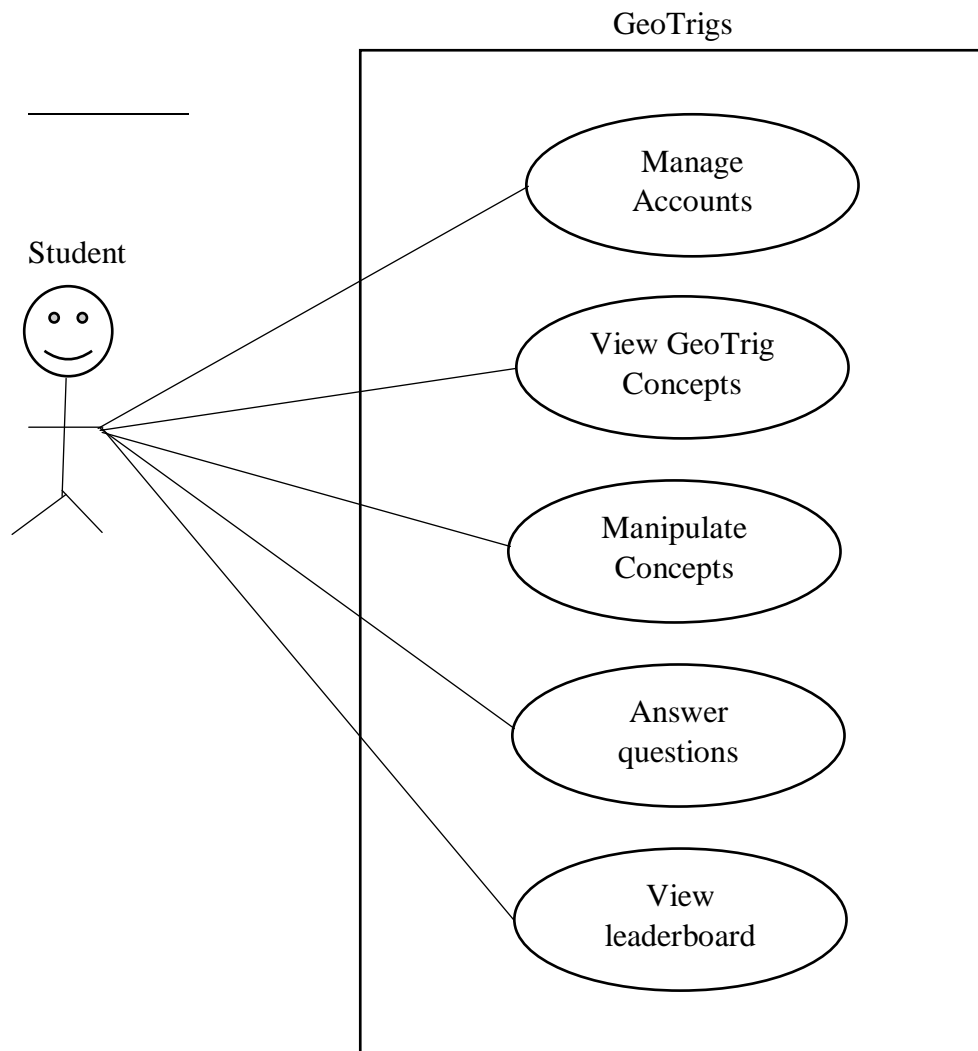 GeoTrigs
Manage
Accounts
Student
View GeoTrig
Concepts
Manipulate
Concepts
Answer
questions
View
leaderboard